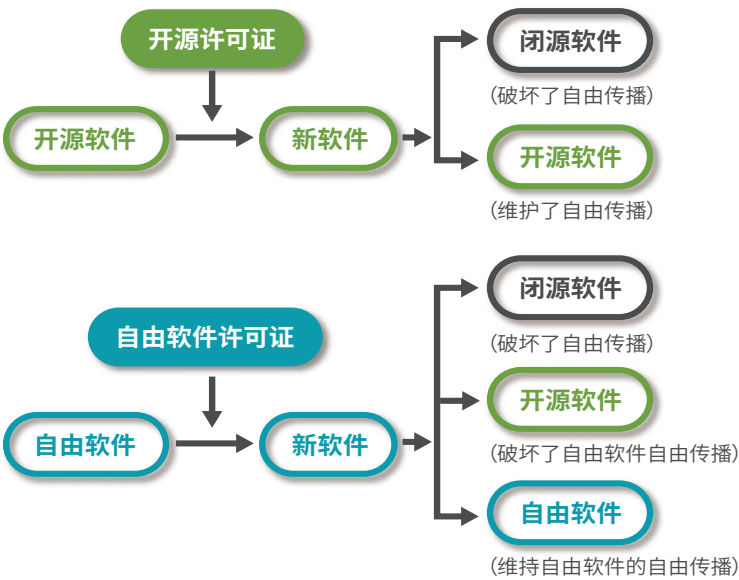 开源许可证
闭源软件
(破坏了自由传播)
开源软件
新软件
开源软件
(维护了自由传播)
闭源软件
(破坏了自由传播)
自由软件许可证
开源软件
(破坏了自由软件自由传播)
自由软件
新软件
自由软件
(维持自由软件的自由传播)